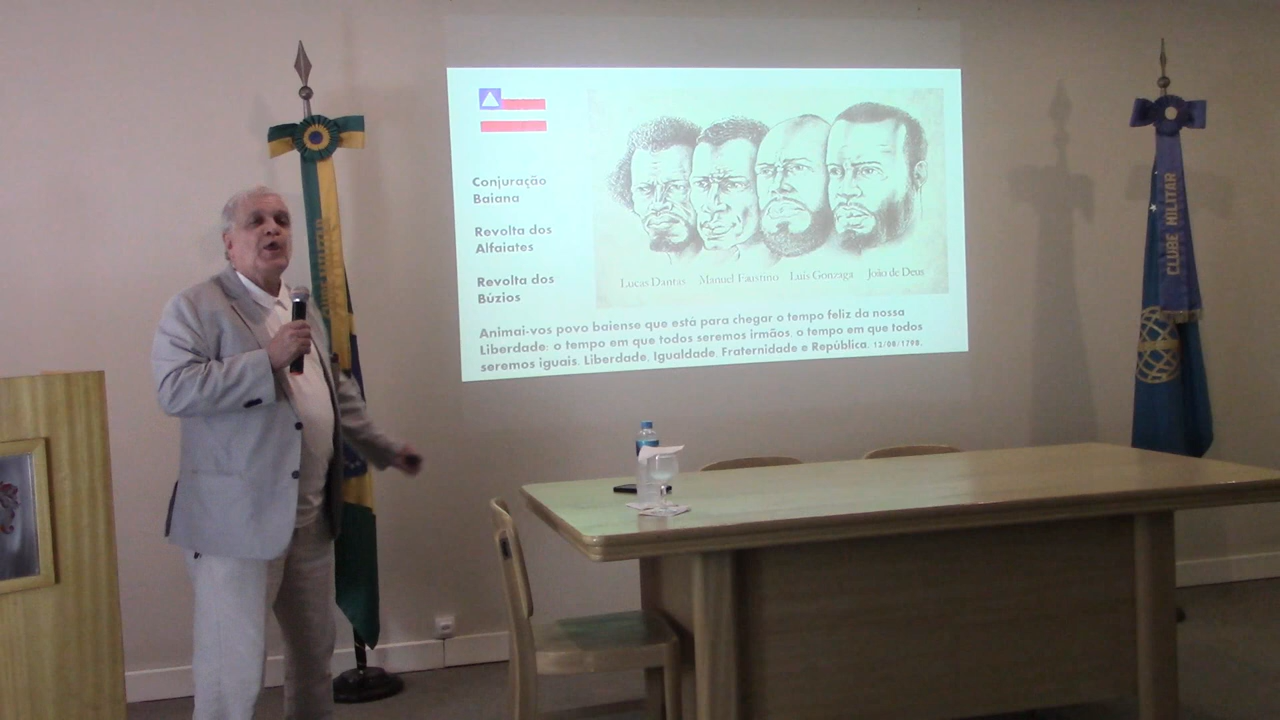 Conjuração
Baiana
Revolta dos
Alfaiates
Revolta dos
Búzios
Lucas Dantas Manuel Faustino Luís Gonzaga João de Deus
Animai-vos povo baiense que está para chegar o tempo feliz da nossa
Liberdade: o tempo em que todos seremos irmãos, o tempo em que todos
seremos iguais. Liberdade, Igualdade, Fraternidade e República. 12/08/1798.
CLUBE MILITAR